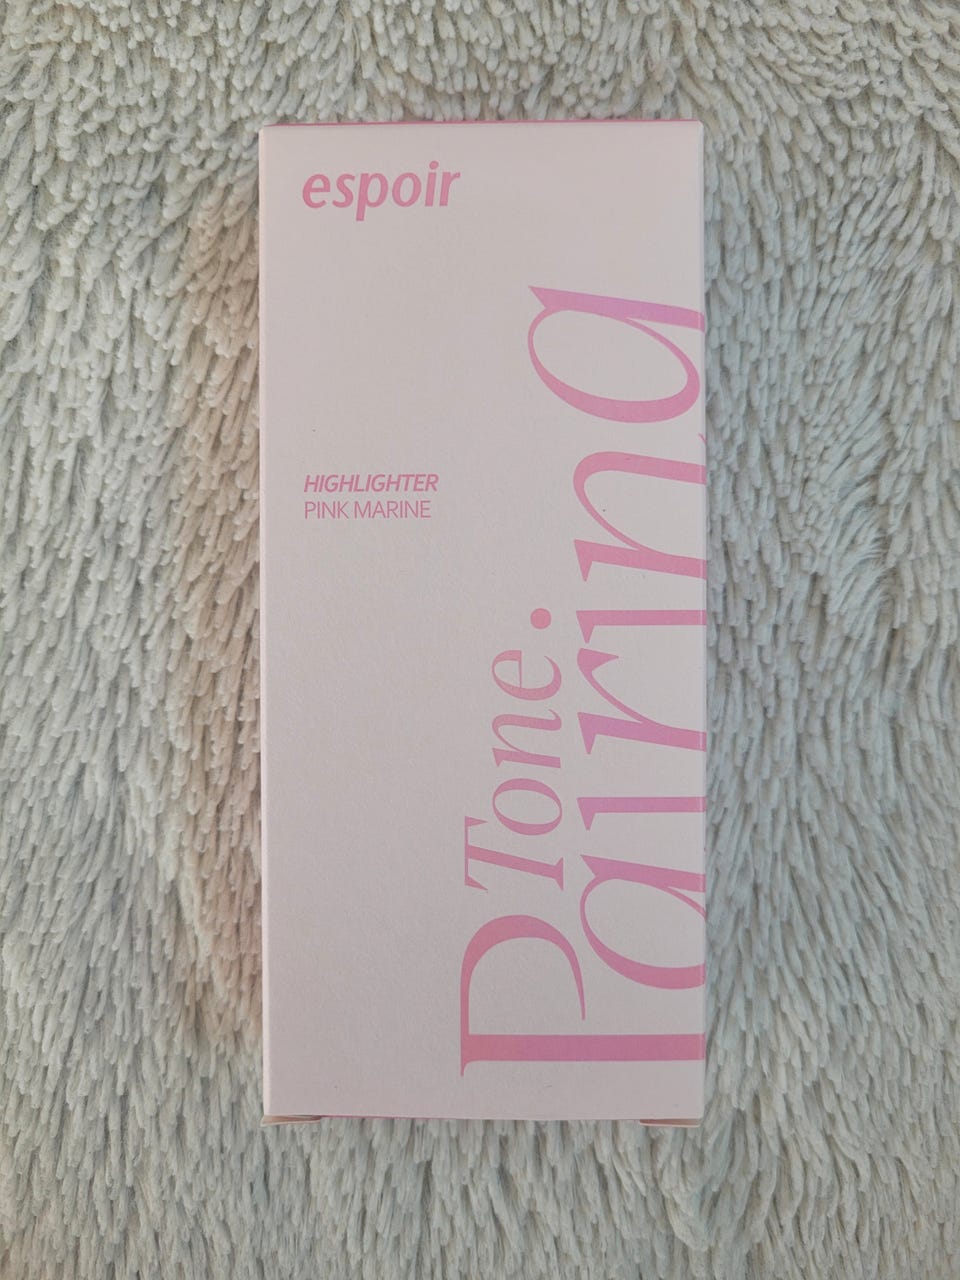 espoir
HIGHLIGHTER
PINK MARINE
Tone.
Pairing